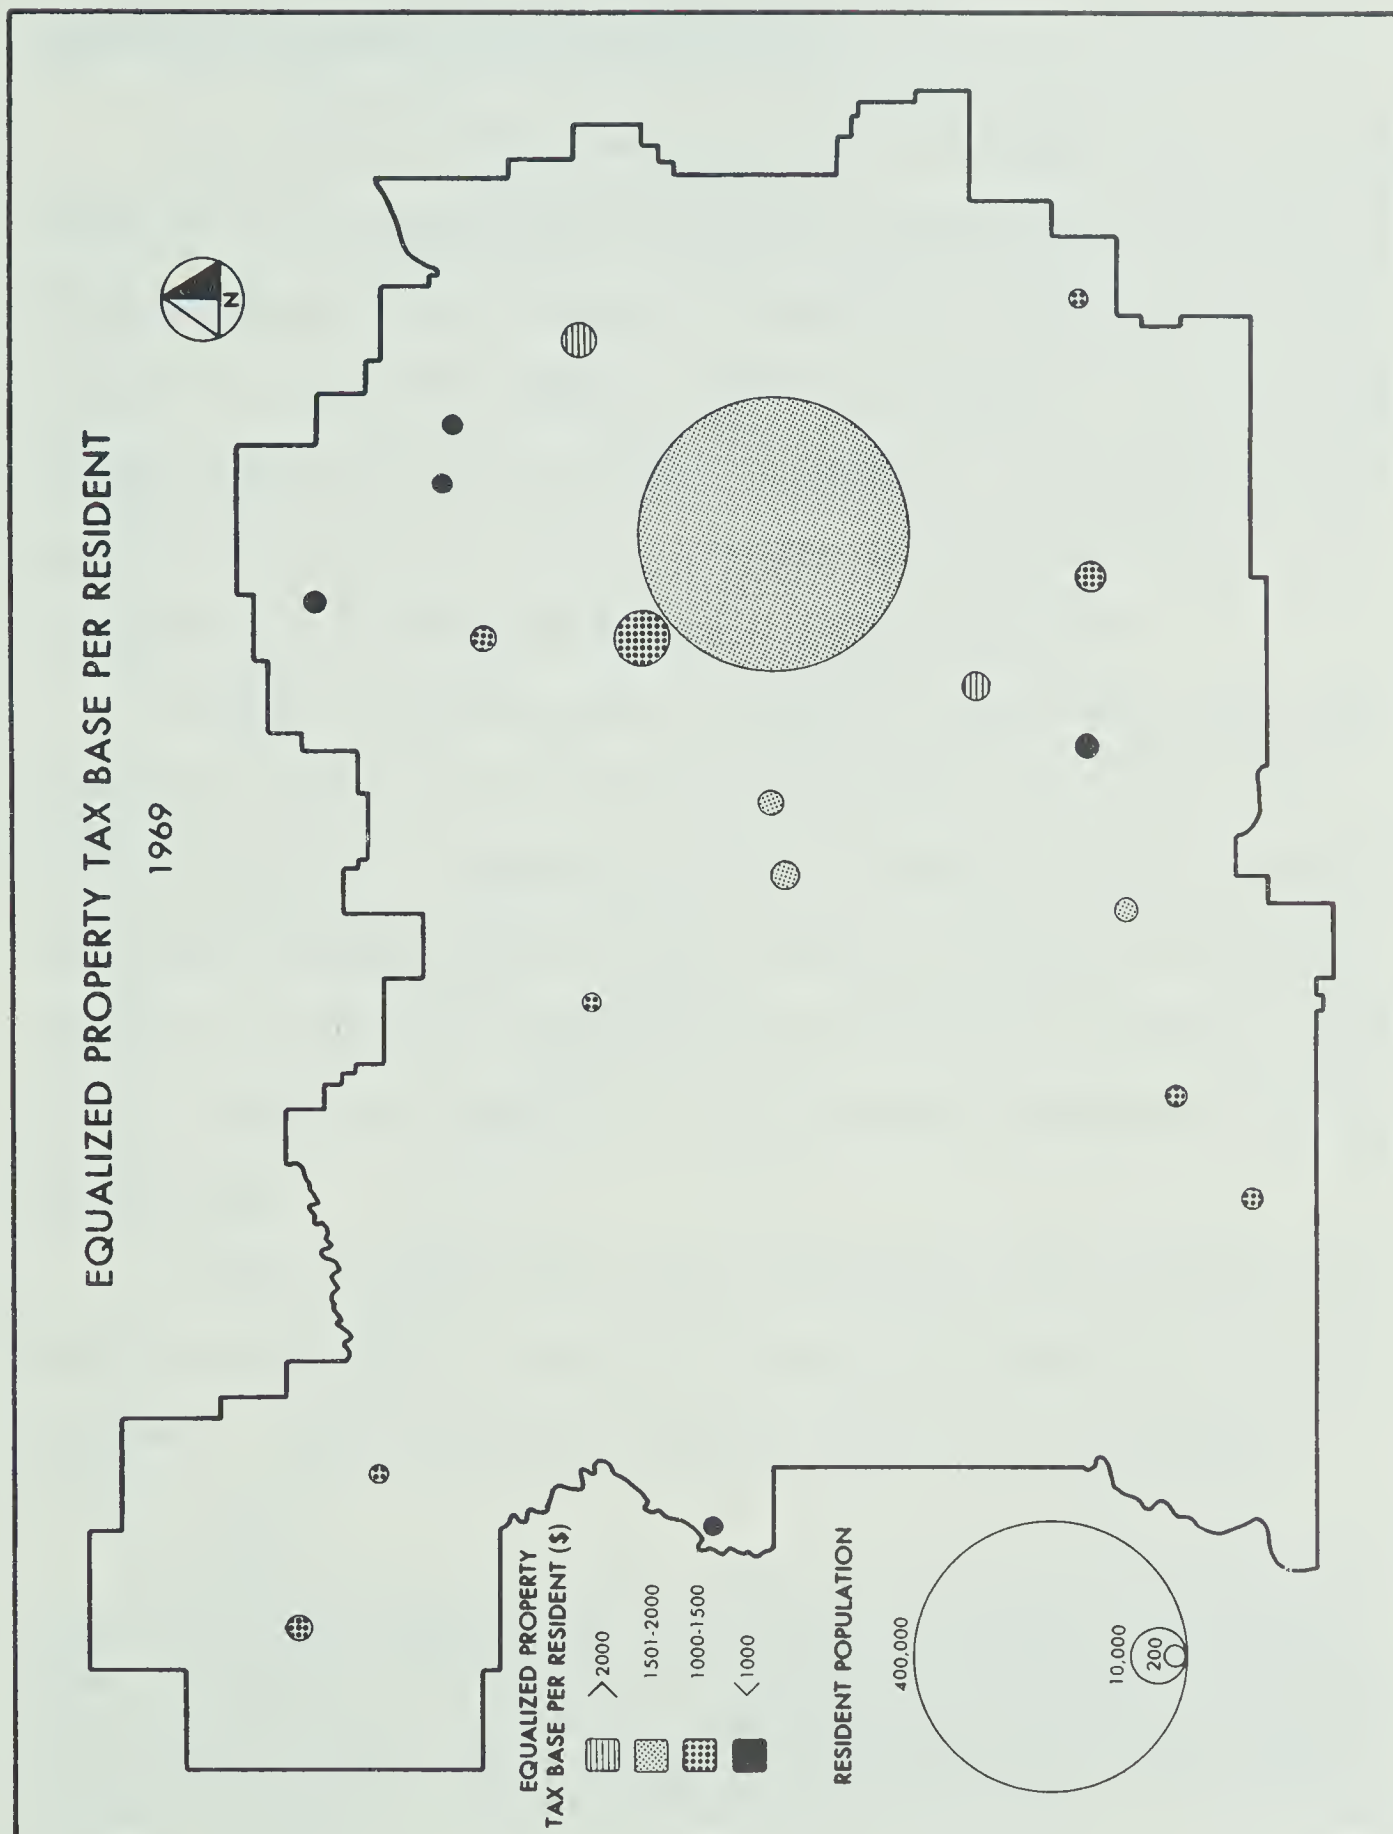 EQUALIZED PROPERTY TAX BASE PER RESIDENT
1969
N
EQUALIZED PROPERTY
TAX BASE PER RESIDENT ($)
>2000
1501-2000
1000-1500
<1000
RESIDENT POPULATION
400,000
10,000
200